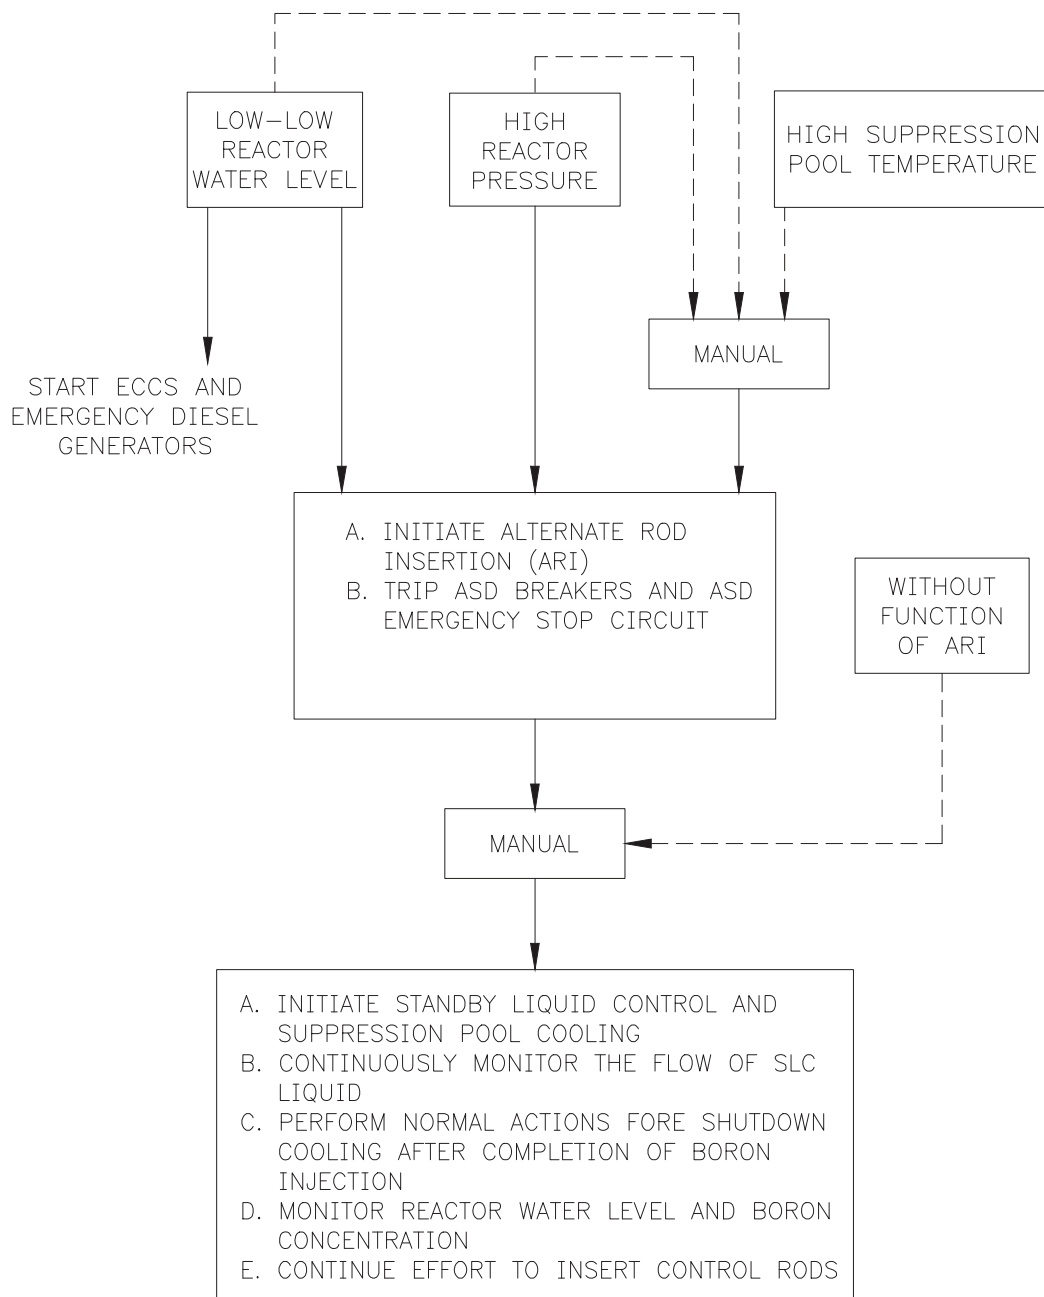 LOW-LOW
REACTOR
WATER LEVEL
HIGH
REACTOR
PRESSURE
HIGH SUPPRESSION
POOL TEMPERATURE
MANUAL
START ECCS AND
EMERGENCY DIESEL
GENERATORS
A. INITIATE ALTERNATE ROD
INSERTION (ARI)
B. TRIP ASD BREAKERS AND ASD
EMERGENCY STOP CIRCUIT
WITHOUT
FUNCTION
OF ARI
MANUAL
A. INITIATE STANDBY LIQUID CONTROL AND
SUPPRESSION POOL COOLING
B. CONTINUOUSLY MONITOR THE FLOW OF SLC
LIQUID
C. PERFORM NORMAL ACTIONS FORE SHUTDOWN
COOLING AFTER COMPLETION OF BORON
INJECTION
D. MONITOR REACTOR WATER LEVEL AND BORON
CONCENTRATION
E. CONTINUE EFFORT TO INSERT CONTROL RODS